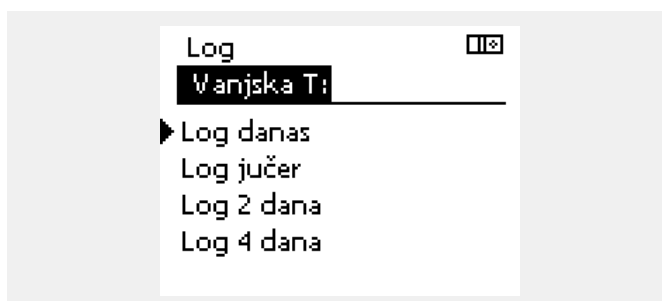 Log
Vanjska T:
Log danas
Log jučer
Log 2 dana
Log 4 dana